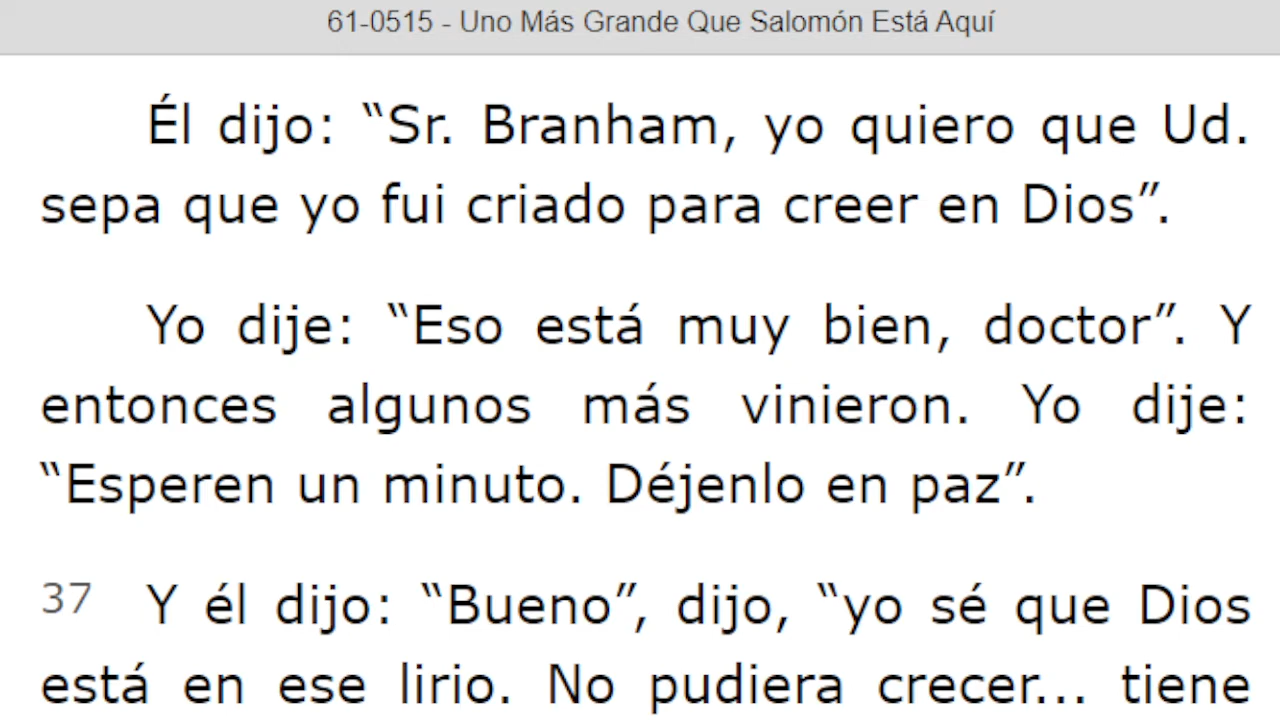 61-0515 - Uno Más Grande Que Salomón Está Aquí
Él dijo: “Sr. Branham, yo quiero que Ud.
sepa que yo fui criado para creer en Dios”.
Yo dije: “Eso está muy bien, doctor”. Y
entonces algunos más vinieron. Yo dije:
“Esperen un minuto. Déjenlo en paz”.
37 Y él dijo: “Bueno”, dijo, “yo sé que Dios
está en ese lirio. No pudiera crecer... tiene